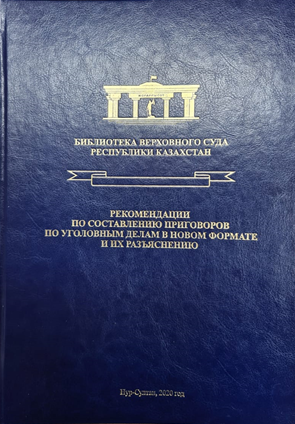 БИБЛИОТЕКА ВЕРХОВНОГО СУДА
РЕСПУБЛИКИ КАЗАХСТАН
РЕКОМЕНДАЦИИ
ПО СОСТАВЛЕНИЮ ПРИГОВОРОВ
ПО УГОЛОВНЫМ ДЕЛАМ В НОВОМ ФОРМАТЕ
И ИХ РАЗЪЯСНЕНИЮ
Нур-Султан, 2020 год